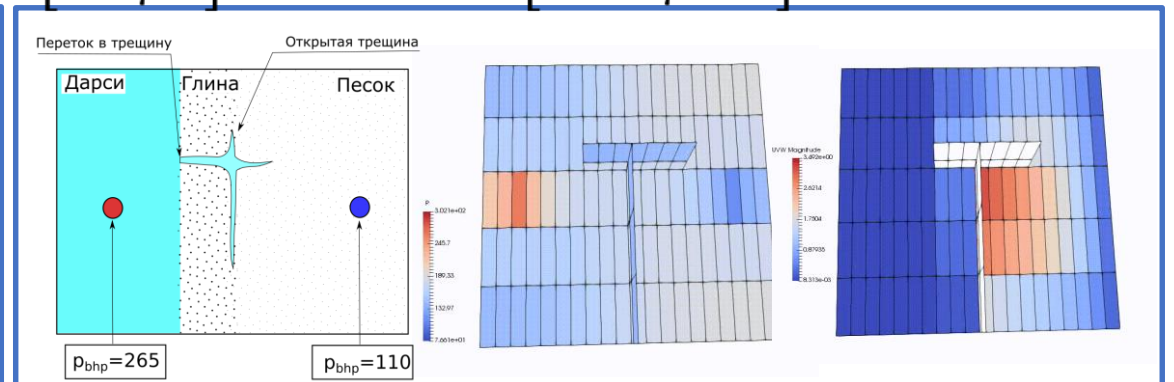 Переток в трещину
Открытая трещина
Дарси
Глина
Песок
p_bhp=265
p_bhp=110
P
3.021e+02
245.7
189.33
132.97
7.661e+01
UVW Magnitude
3.492e+00
2.6214
1.7504
0.87935
8.313e-03